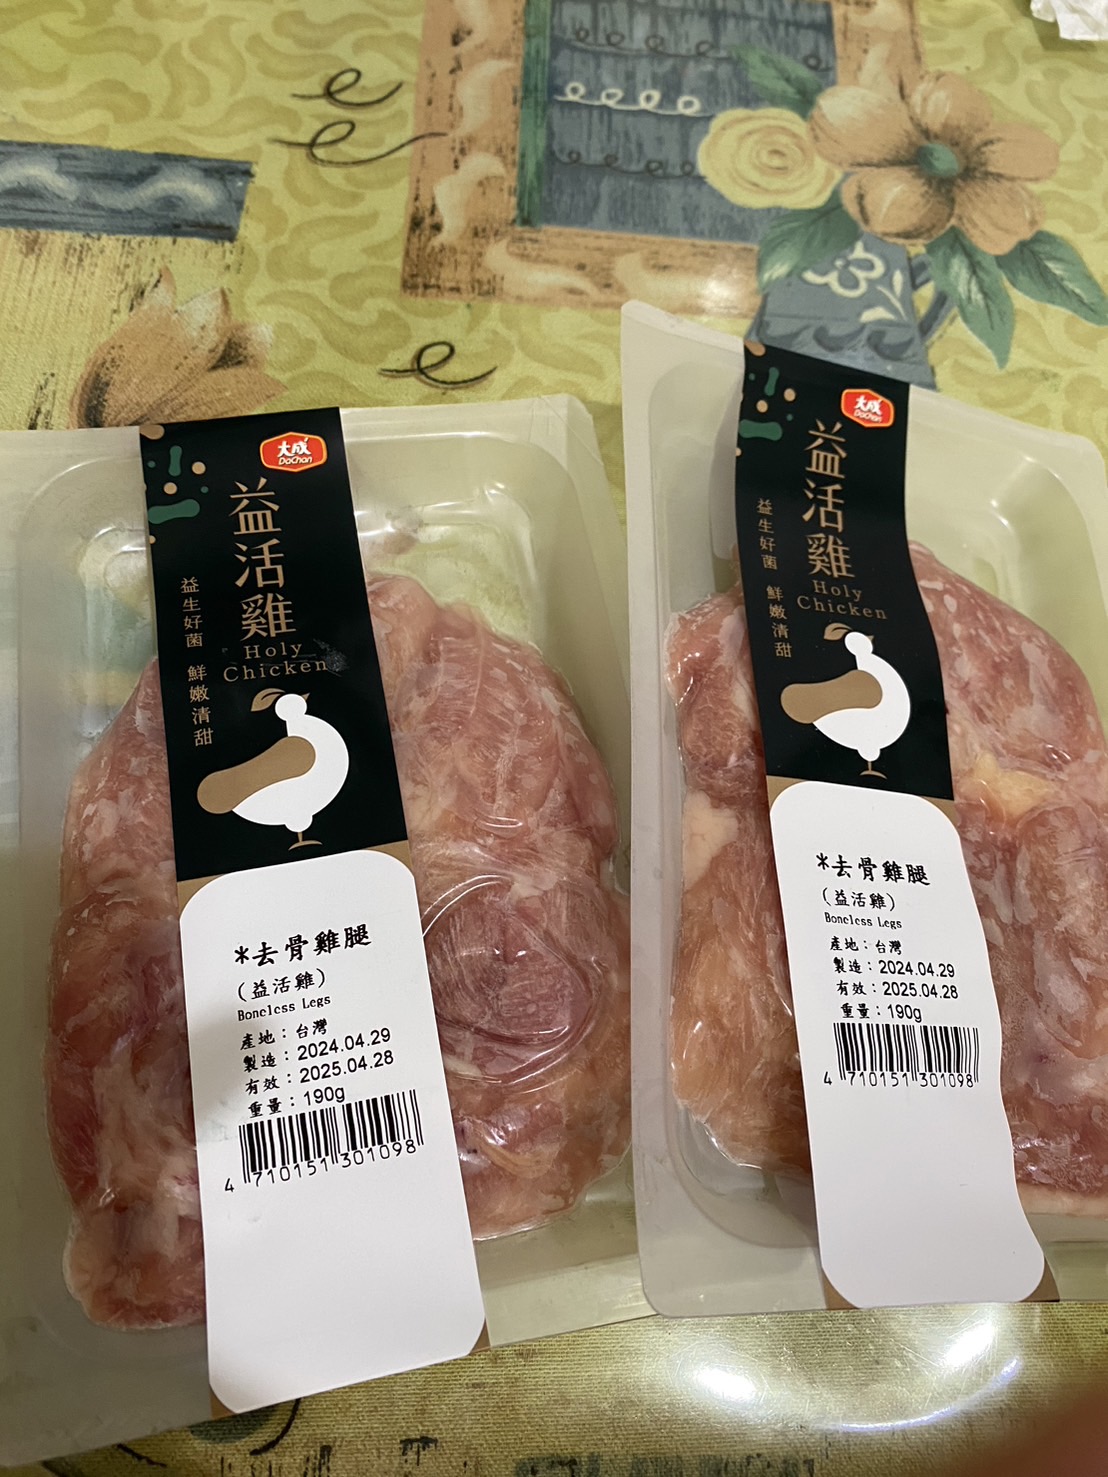 大成
DaChan
益活雞
益生好菌 鮮嫩清甜
Holy
Chicken
*去骨雞腿
(益活雞)
Boneless Legs
產地：台灣
製造：2024.04.29
有效：2025.04.28
重量：190g
4 710151 301098
大成
DaChan
益活雞
益生好菌 鮮嫩清甜
Holy
Chicken
*去骨雞腿
(益活雞)
Boneless Legs
產地：台灣
製造：2024.04.29
有效：2025.04.28
重量：190g
4 710151 301098